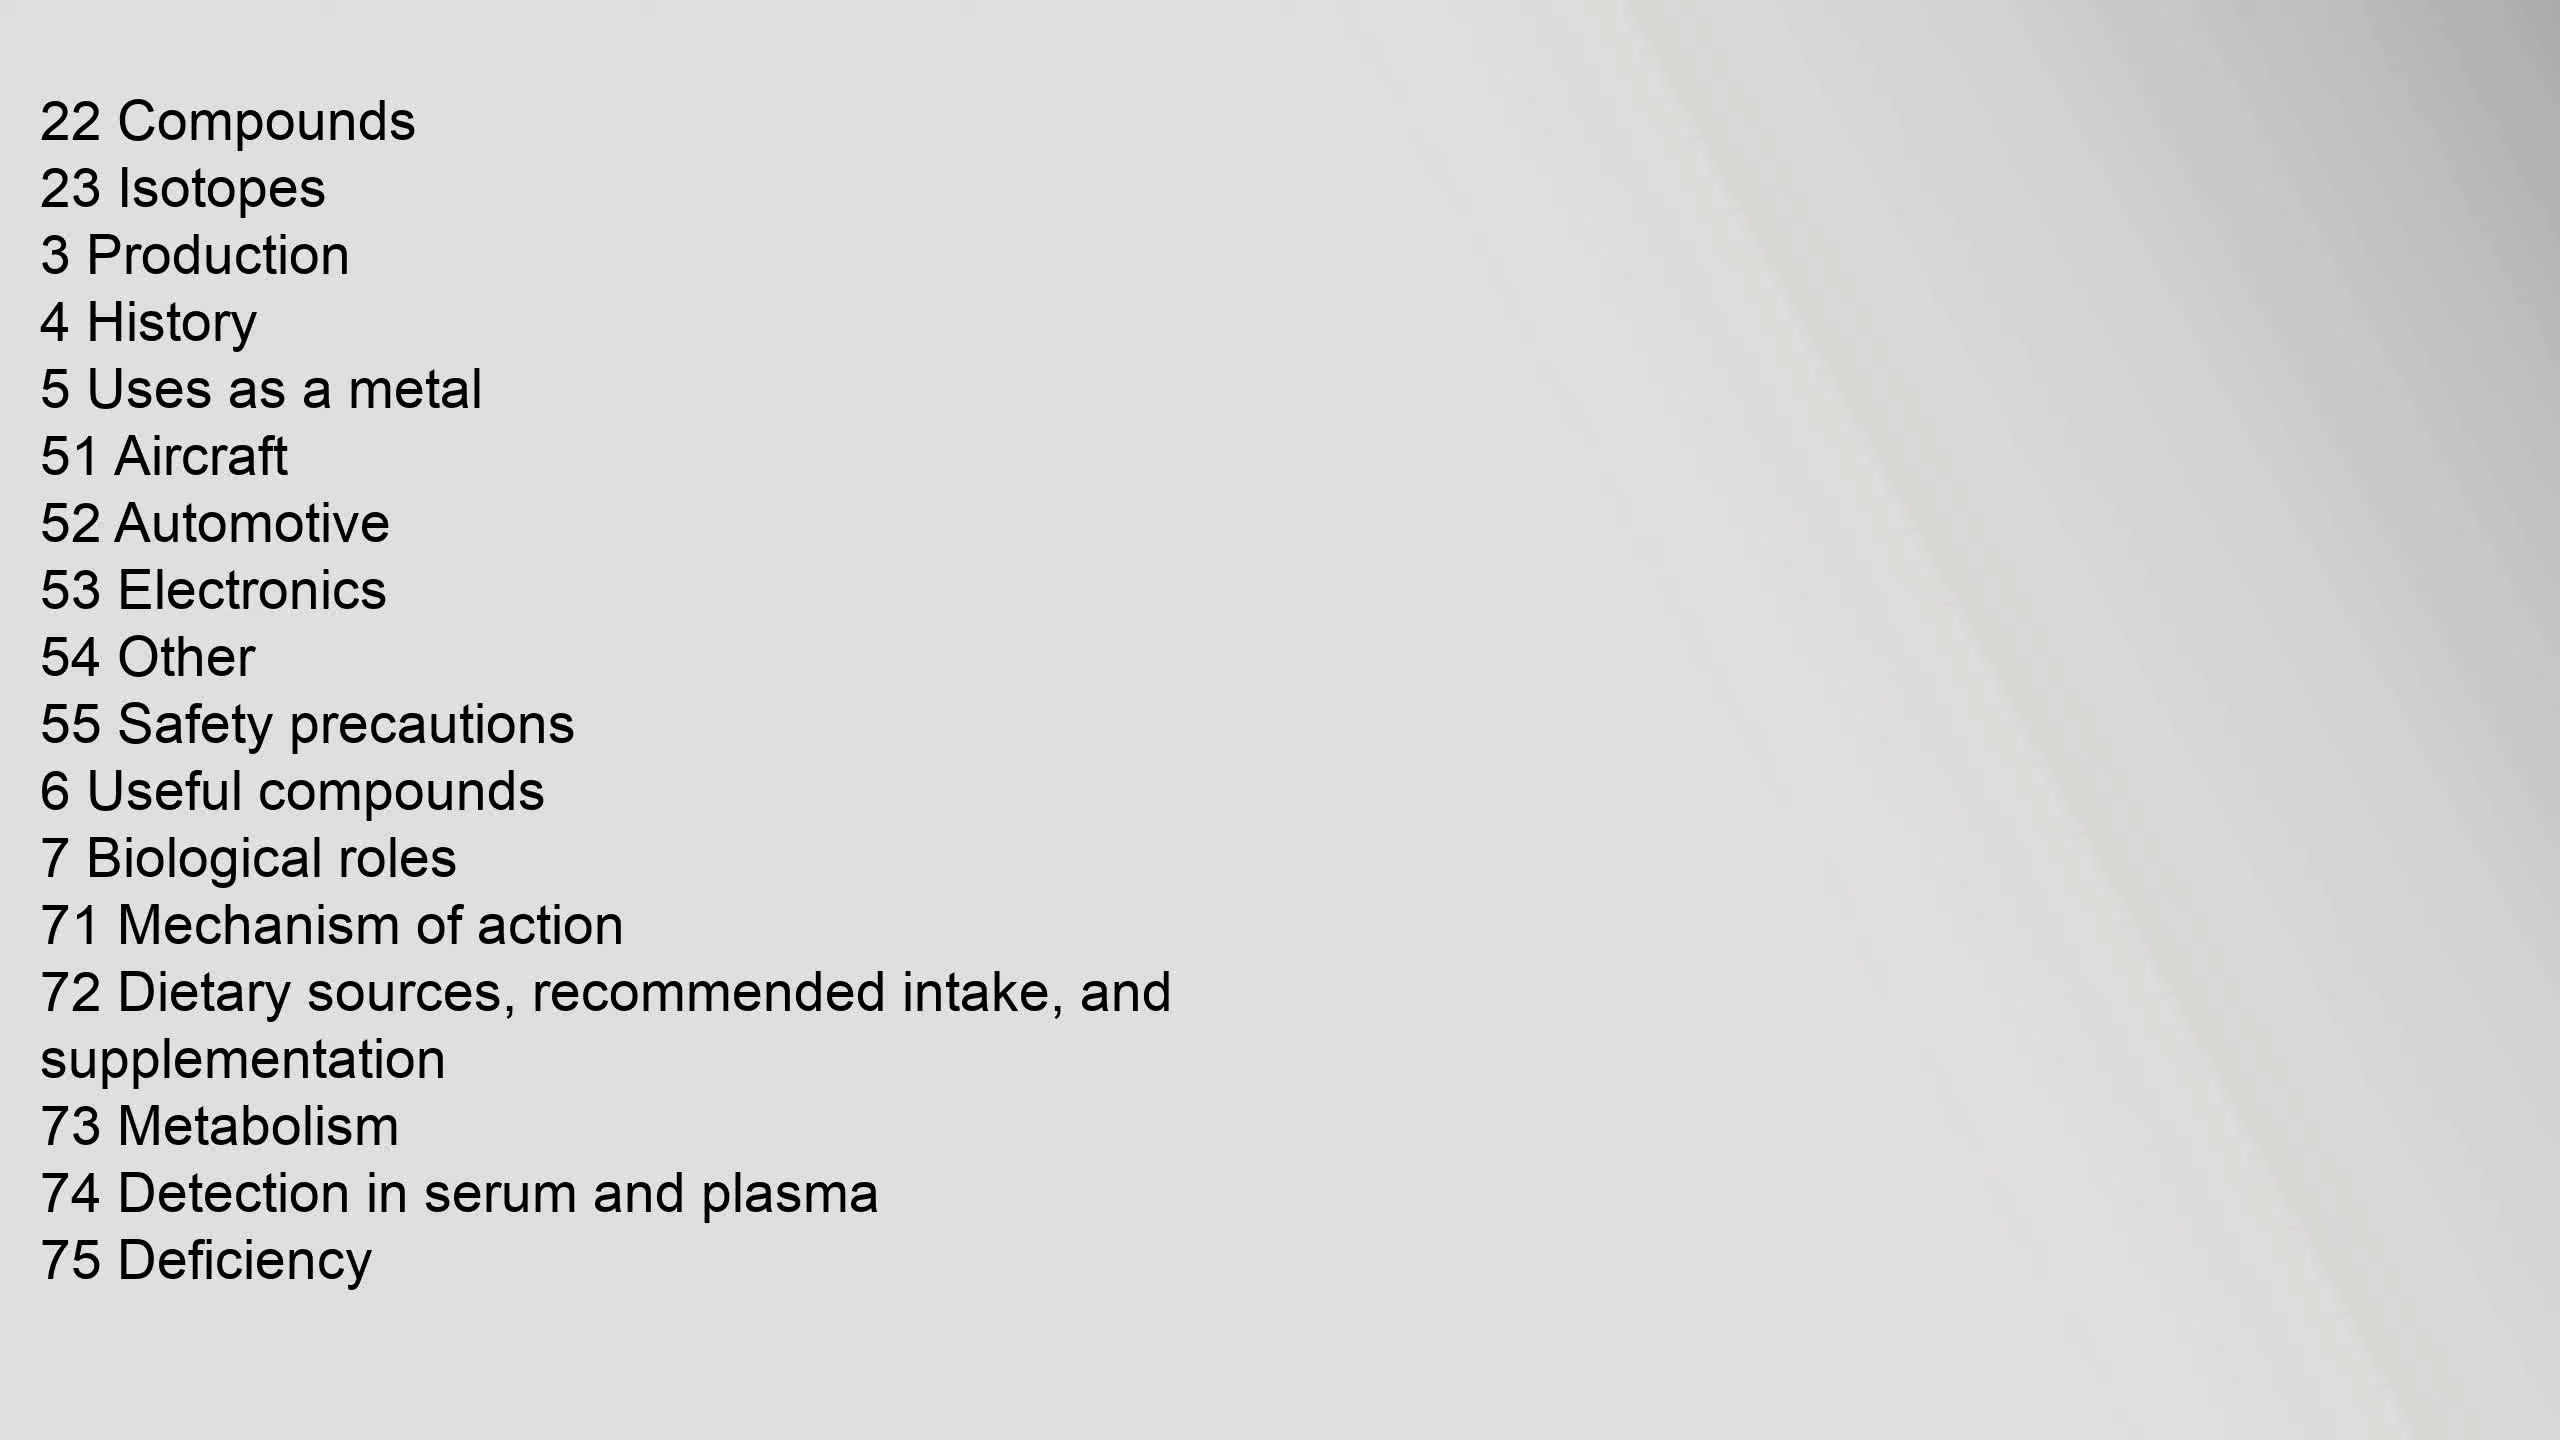 22 Compounds
23 Isotopes
3 Production
4 History
5 Uses as a metal
51 Aircraft
52 Automotive
53 Electronics
54 Other
55 Safety precautions
6 Useful compounds
7 Biological roles
71 Mechanism of action
72 Dietary sources, recommended intake, and
supplementation
73 Metabolism
74 Detection in serum and plasma
75 Deficiency